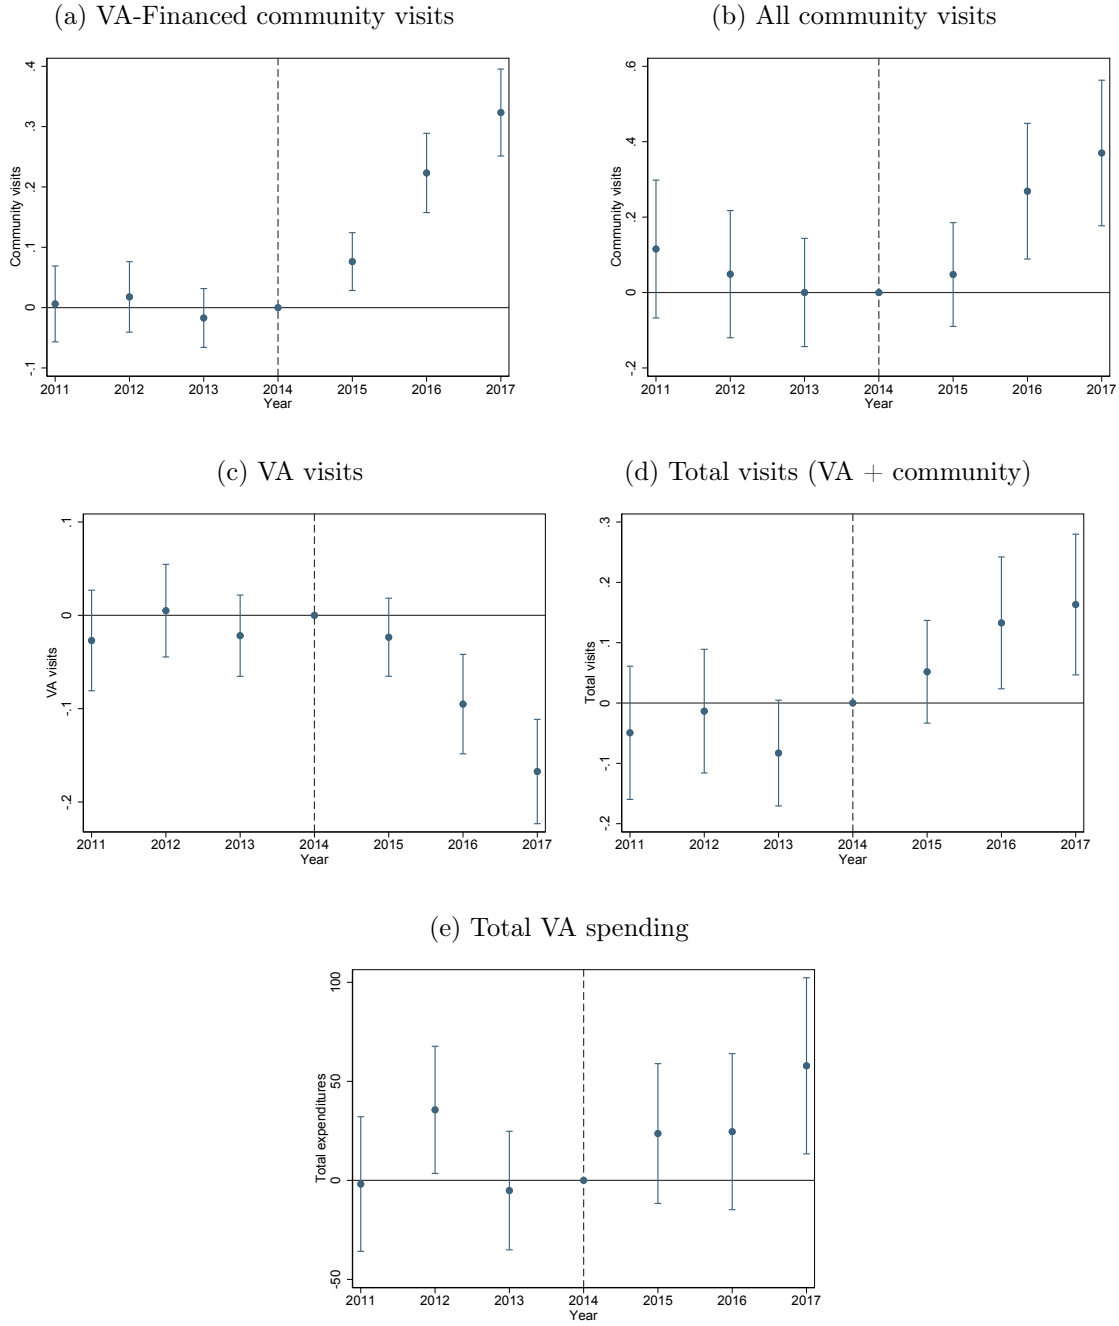 (a) VA-Financed community visits
Community visits
.4
.3
.2
.1
0
-.1
2011 2012 2013 2014 2015 2016 2017
Year
(b) All community visits
Community visits
.6
.4
.2
0
-.2
2011 2012 2013 2014 2015 2016 2017
Year
(c) VA visits
VA visits
.1
0
-.1
-.2
2011 2012 2013 2014 2015 2016 2017
Year
(d) Total visits (VA + community)
Total visits
.3
.2
.1
0
-.1
-.2
2011 2012 2013 2014 2015 2016 2017
Year
(e) Total VA spending
Total expenditures
100
50
0
-50
2011 2012 2013 2014 2015 2016 2017
Year